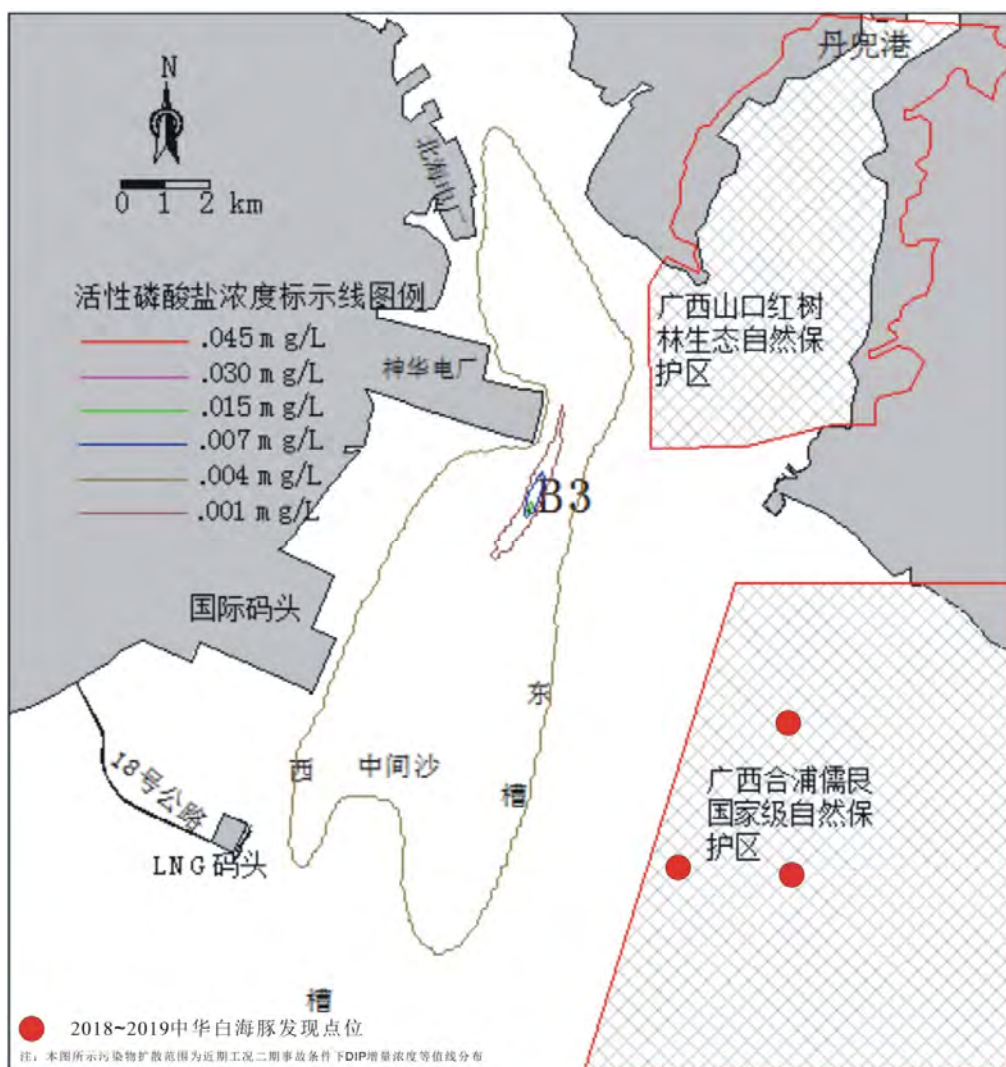 丹兜港
N
0 1 2 km
北海电厂
活性磷酸盐浓度标示线图例
.045 m g/L
.030 m g/L
.015 m g/L
.007 m g/L
.004 m g/L
.001 m g/L
广西山口红树
林生态自然保
护区
神华电厂
B3
国际码头
东
槽
西
中间沙
18号公路
LNG 码头
广西合浦儒艮
国家级自然保
护区
槽
2018~2019中华白海豚发现点位
注：本图所示污染物扩散范围为近期工况二期事故条件下DIP增量浓度等值线分布